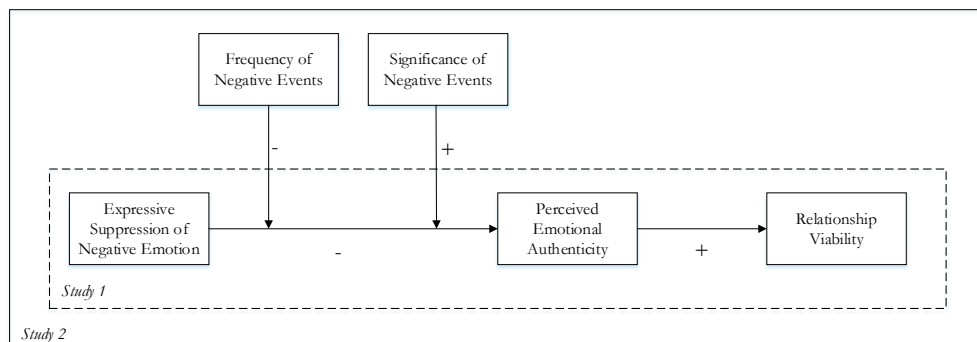 Frequency of
Negative Events
Significance of
Negative Events
-
+
Expressive
Suppression of
Negative Emotion
-
Perceived
Emotional
Authenticity
+
Relationship
Viability
Study 1
Study 2